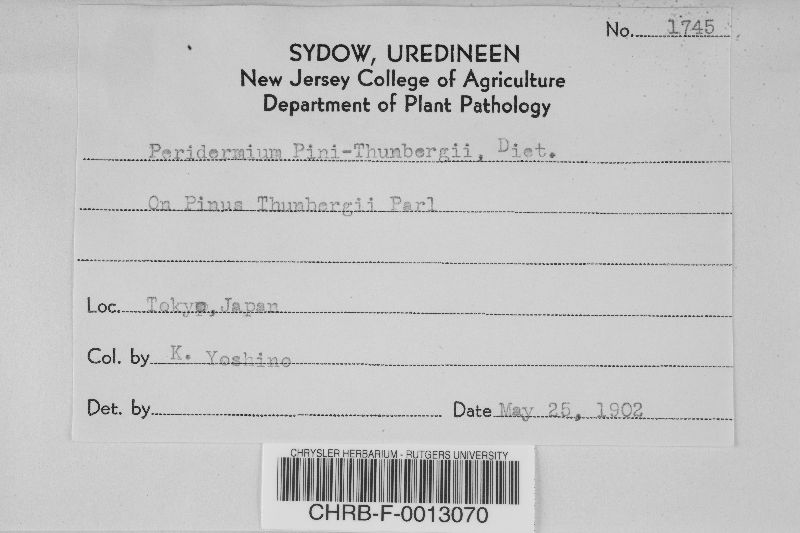 No. 1745
SYDOW, UREDINEEN
New Jersey College of Agriculture
Department of Plant Pathology
Peridermium Pini-Thunbergii, Diet.
On Pinus Thunbergii Parl
Loc. Tokyo, Japan
Col. by K. Yoshino
Det. by
Date May 25, 1902
CHRYSLER HERBARIUM - RUTGERS UNIVERSITY
CHRB-F-0013070